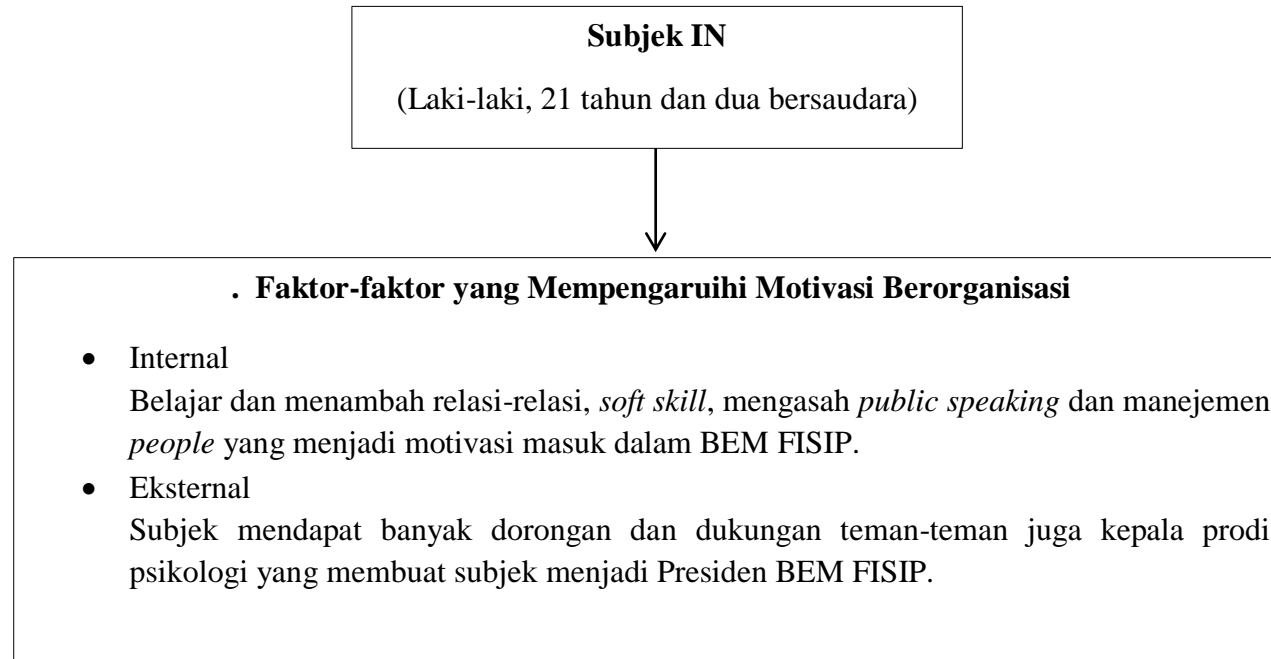 Subjek IN
(Laki-laki, 21 tahun dan dua bersaudara)
. Faktor-faktor yang Mempengaruihi Motivasi Berorganisasi
• Internal
Belajar dan menambah relasi-relasi, soft skill, mengasah public speaking dan manejemen
people yang menjadi motivasi masuk dalam BEM FISIP.
• Eksternal
Subjek mendapat banyak dorongan dan dukungan teman-teman juga kepala prodi
psikologi yang membuat subjek menjadi Presiden BEM FISIP.